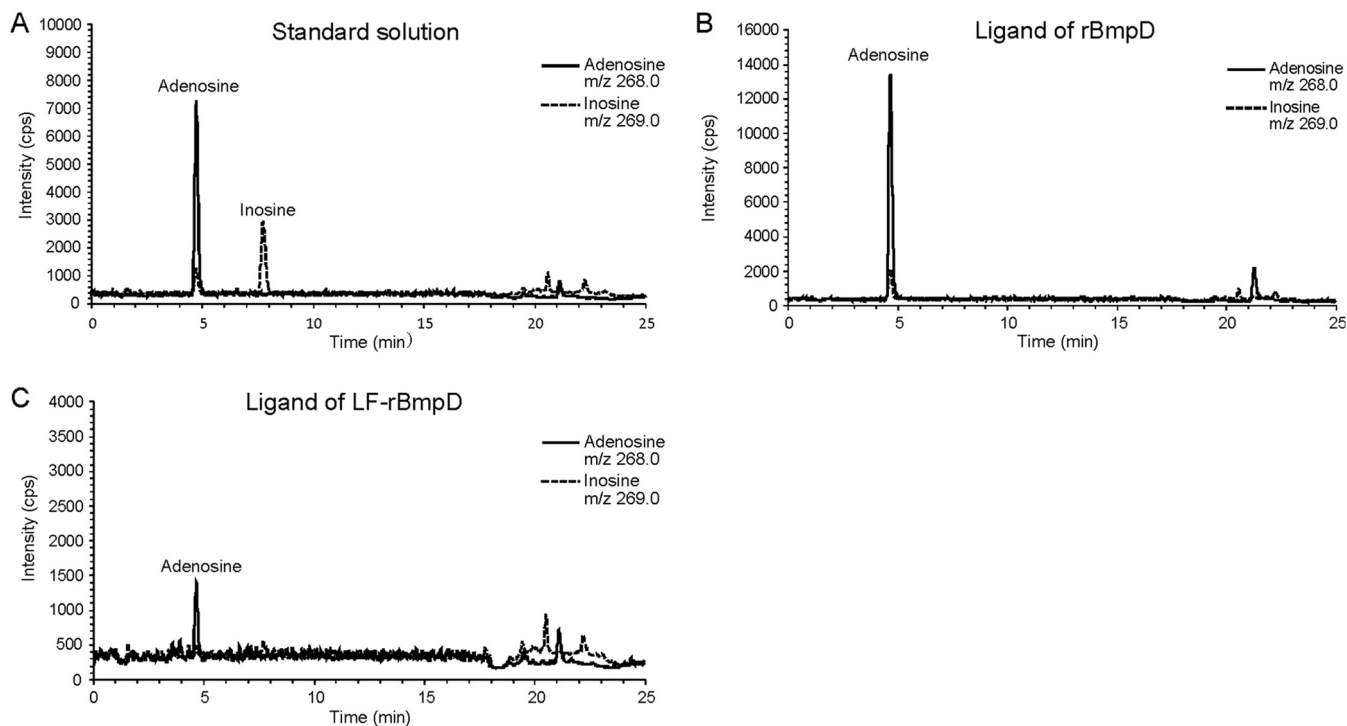 A
Standard solution
10000
9000
8000
7000
6000
5000
4000
3000
2000
1000
0
Intensity (cps)
Adenosine
Inosine
Adenosine
m/z 268.0
Inosine
m/z 269.0
0 5 10 15 20 25
Time (min)
B
Ligand of rBmpD
16000
14000
12000
10000
8000
6000
4000
2000
0
Intensity (cps)
Adenosine
Adenosine
m/z 268.0
Inosine
m/z 269.0
0 5 10 15 20 25
Time (min)
C
Ligand of LF-rBmpD
4000
3500
3000
2500
2000
1500
1000
500
0
Intensity (cps)
Adenosine
Adenosine
m/z 268.0
Inosine
m/z 269.0
0 5 10 15 20 25
Time (min)